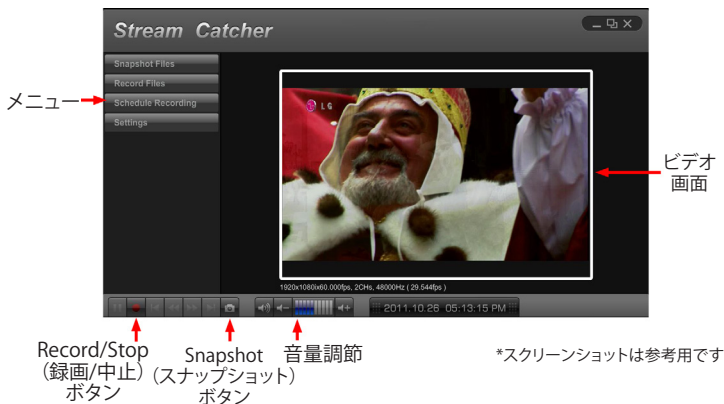 Stream Catcher
Snapshot Files
Record Files
Schedule Recording
Settings
メニュー
LG
ビデオ
画面
1920x1080ix60.000fps, 2CHs, 48000Hz ( 29.544fps )
2011.10.26 05:13:15 PM
Record/Stop
（録画/中止）
ボタン
Snapshot
（スナップショット）
ボタン
音量調節
*スクリーンショットは参考用です